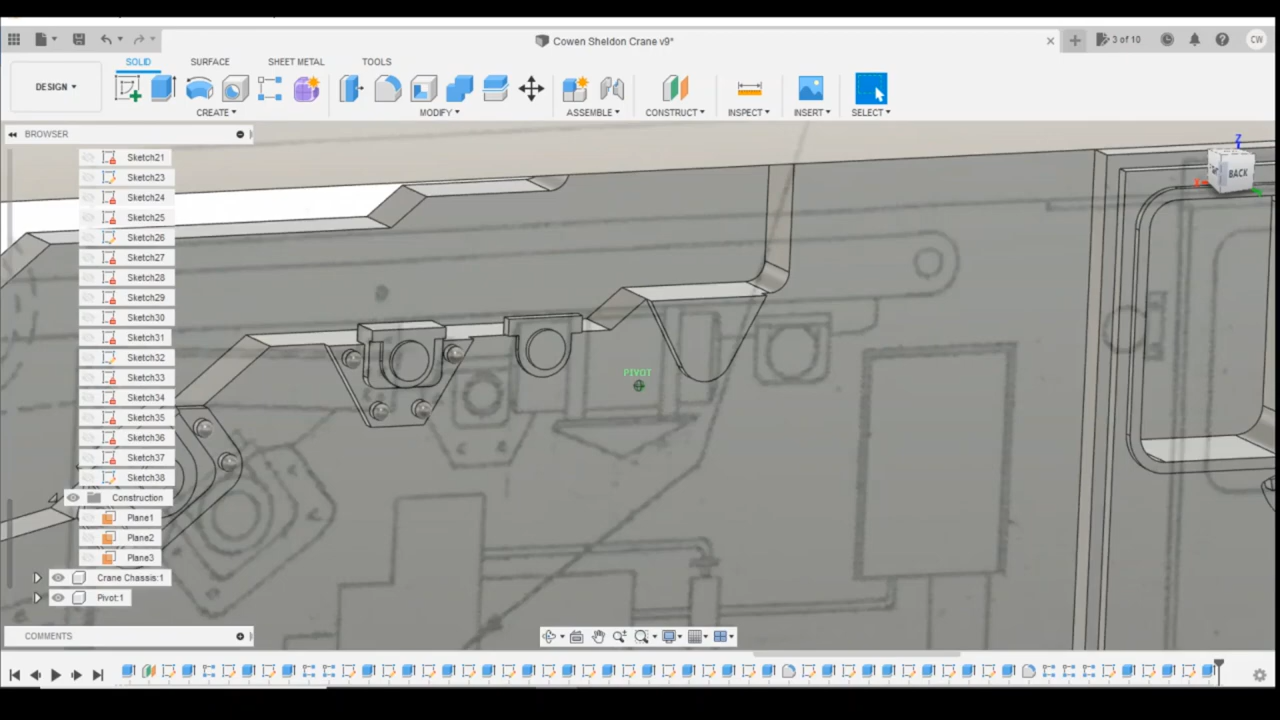 Cowen Sheldon Crane v9*
3 of 10
CW
DESIGN
SOLID
SURFACE
SHEET METAL
TOOLS
CREATE
MODIFY
ASSEMBLE
CONSTRUCT
INSPECT
INSERT
SELECT
BROWSER
Sketch21
Sketch23
Sketch24
Sketch25
Sketch26
Sketch27
Sketch28
Sketch29
Sketch30
Sketch31
Sketch32
Sketch33
Sketch34
Sketch35
Sketch36
Sketch37
Sketch38
Construction
Plane1
Plane2
Plane3
Crane Chassis:1
Pivot:1
COMMENTS
PIVOT
Z
BACK